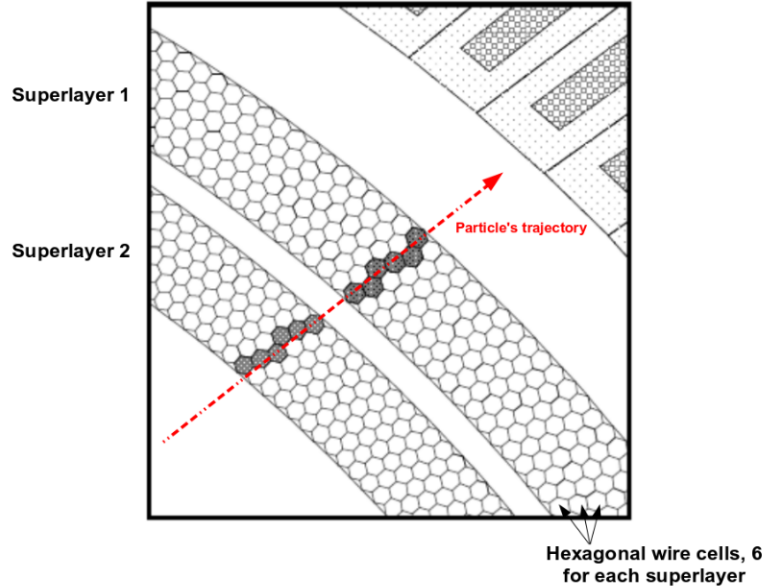 Superlayer 1
Superlayer 2
Particle's trajectory
Hexagonal wire cells, 6
for each superlayer